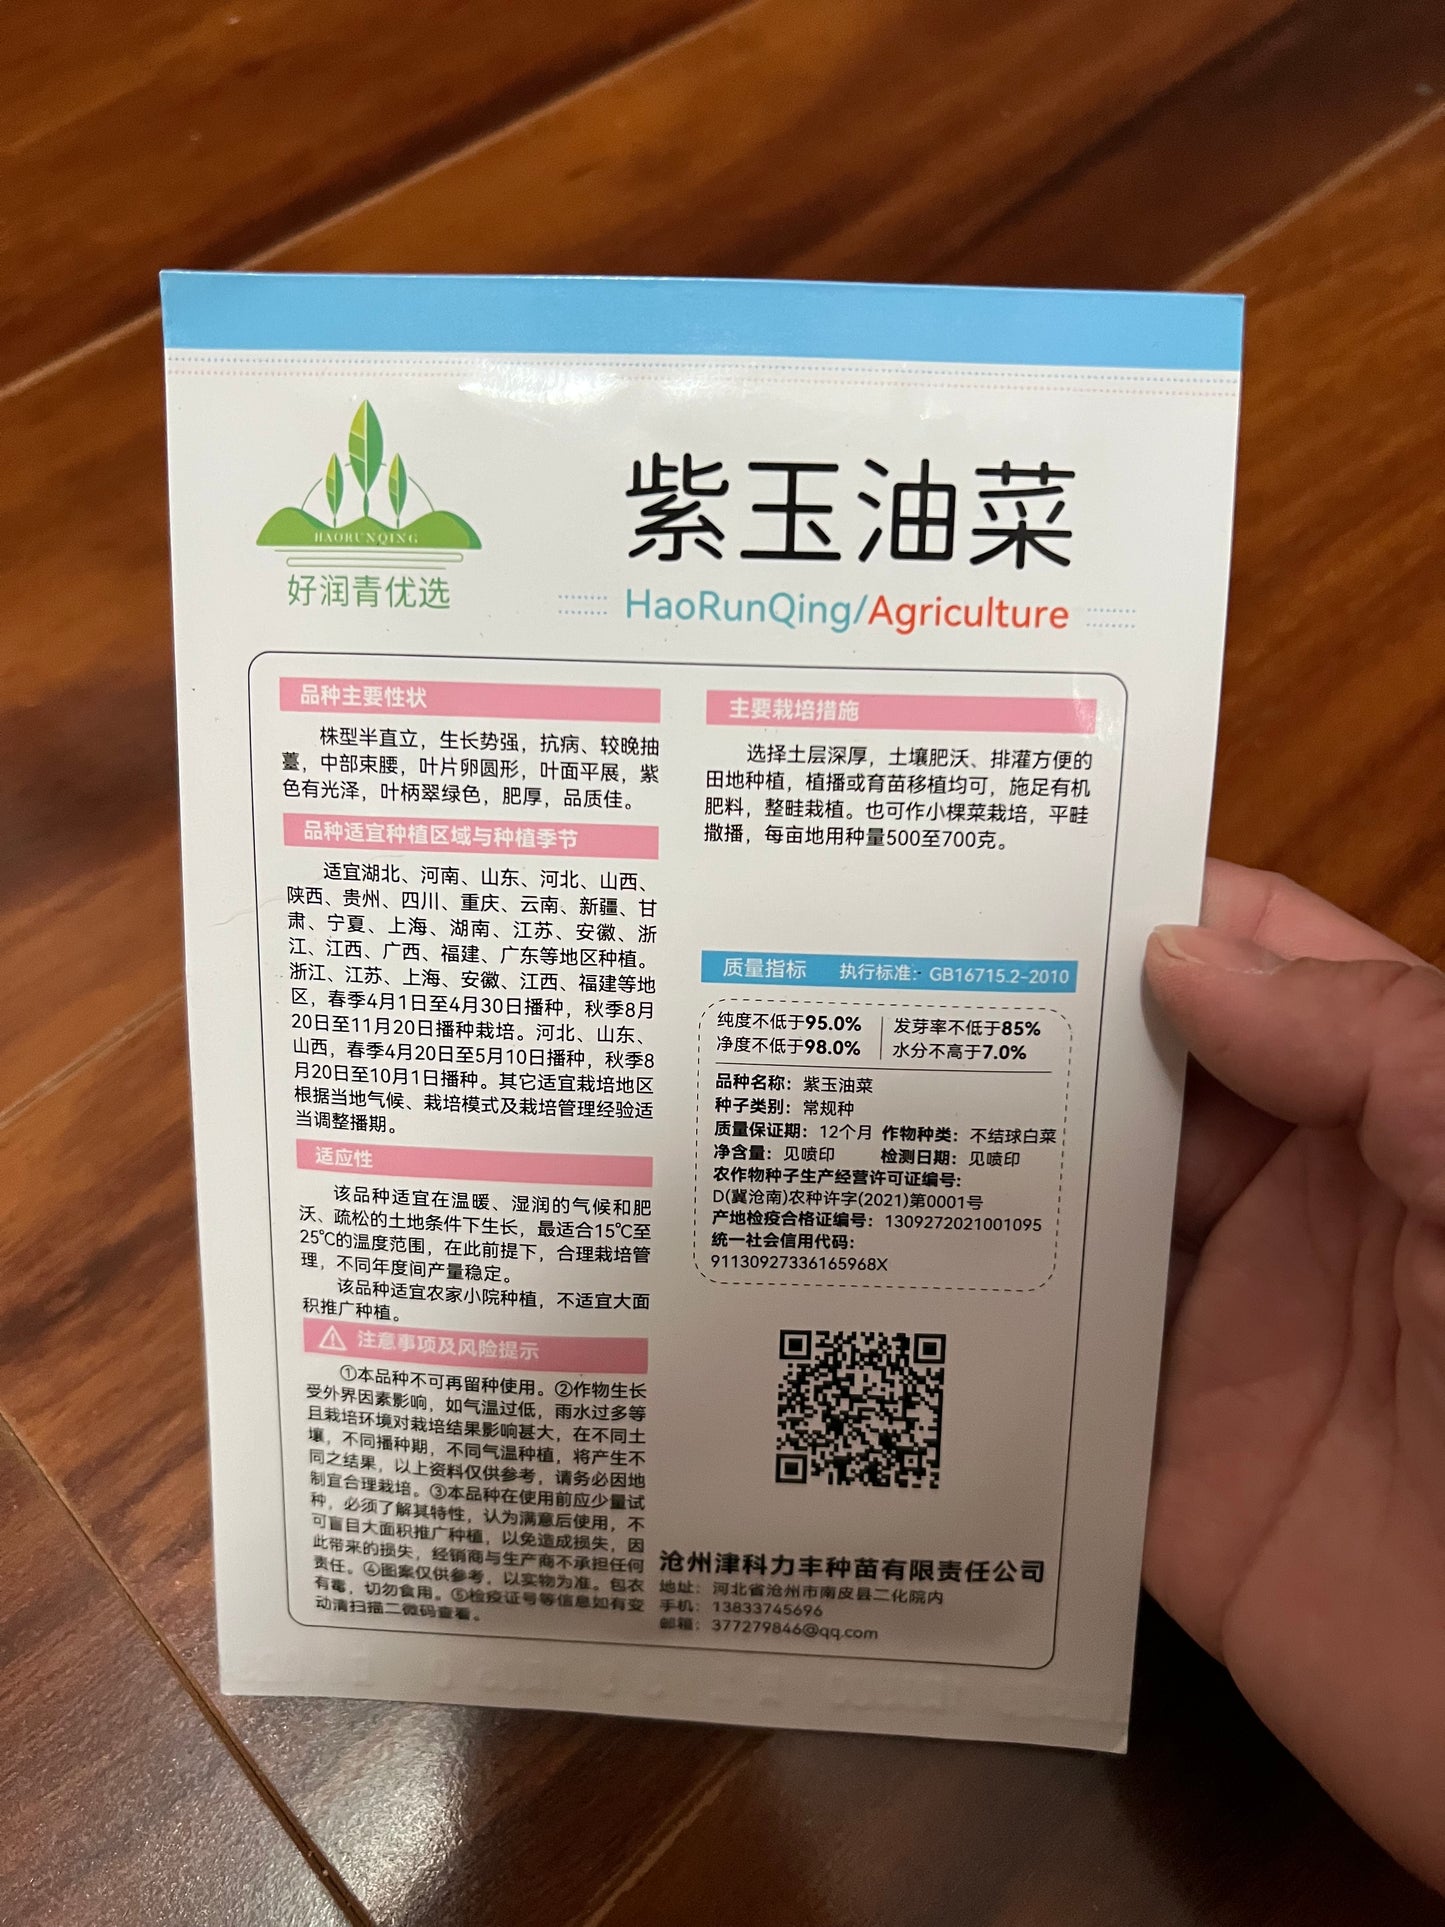 HAORUNQING
好润青优选
紫玉油菜
HaoRunQing/Agriculture
品种主要性状
株型半直立，生长势强，抗病、较晚抽
薹，中部束腰，叶片卵圆形，叶面平展，紫
色有光泽，叶柄翠绿色，肥厚，品质佳。
品种适宜种植区域与种植季节
适宜湖北、河南、山东、河北、山西、
陕西、贵州、四川、重庆、云南、新疆、甘
肃、宁夏、上海、湖南、江苏、安徽、浙
江、江西、广西、福建、广东等地区种植。
浙江、江苏、上海、安徽、江西、福建等地
区，春季4月1日至4月30日播种，秋季8月
20日至11月20日播种栽培。河北、山东、
山西，春季4月20日至5月10日播种，秋季8
月20日至10月1日播种。其它适宜栽培地区
根据当地气候、栽培模式及栽培管理经验适
当调整播期。
适应性
该品种适宜在温暖、湿润的气候和肥
沃、疏松的土地条件下生长，最适合15℃至
25℃的温度范围，在此前提下，合理栽培管
理，不同年度间产量稳定。
该品种适宜农家小院种植，不适宜大面
积推广种植。
注意事项及风险提示
①本品种不可再留种使用。②作物生长
受外界因素影响，如气温过低，雨水过多等
且栽培环境对栽培结果影响甚大，在不同土
壤，不同播种期，不同气温种植，将产生不
同之结果，以上资料仅供参考，请务必因地
制宜合理栽培。③本品种在使用前应少量试
种，必须了解其特性，认为满意后使用，不
可盲目大面积推广种植，以免造成损失，因
此带来的损失，经销商与生产商不承担任何
责任。④图案仅供参考，以实物为准。包衣
有毒，切勿食用。⑤检疫证号等信息如有变
动清扫描二微码查看。
主要栽培措施
选择土层深厚，土壤肥沃、排灌方便的
田地种植，植播或育苗移植均可，施足有机
肥料，整畦栽植。也可作小棵菜栽培，平畦
撒播，每亩地用种量500至700克。
质量指标 执行标准：GB16715.2-2010
纯度不低于95.0% 发芽率不低于85%
净度不低于98.0% 水分不高于7.0%
品种名称：紫玉油菜
种子类别：常规种
质量保证期：12个月 作物种类：不结球白菜
净含量：见喷印 检测日期：见喷印
农作物种子生产经营许可证编号：
D(冀沧南)农种许字(2021)第0001号
产地检疫合格证编号：1309272021001095
统一社会信用代码：
91130927336165968X
沧州津科力丰种苗有限责任公司
地址：河北省沧州市南皮县二化院内
手机：13833745696
邮箱：377279846@qq.com